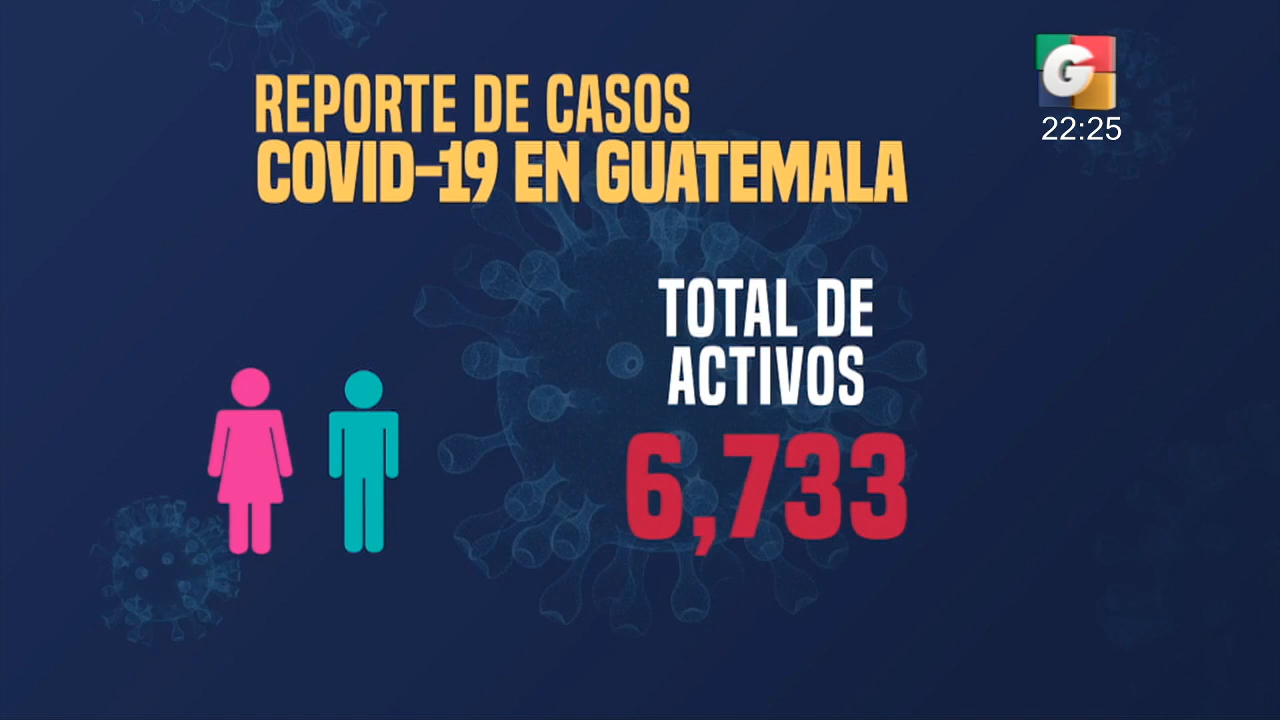 REPORTE DE CASOS
COVID-19 EN GUATEMALA
G
22:25
TOTAL DE
ACTIVOS
6,733